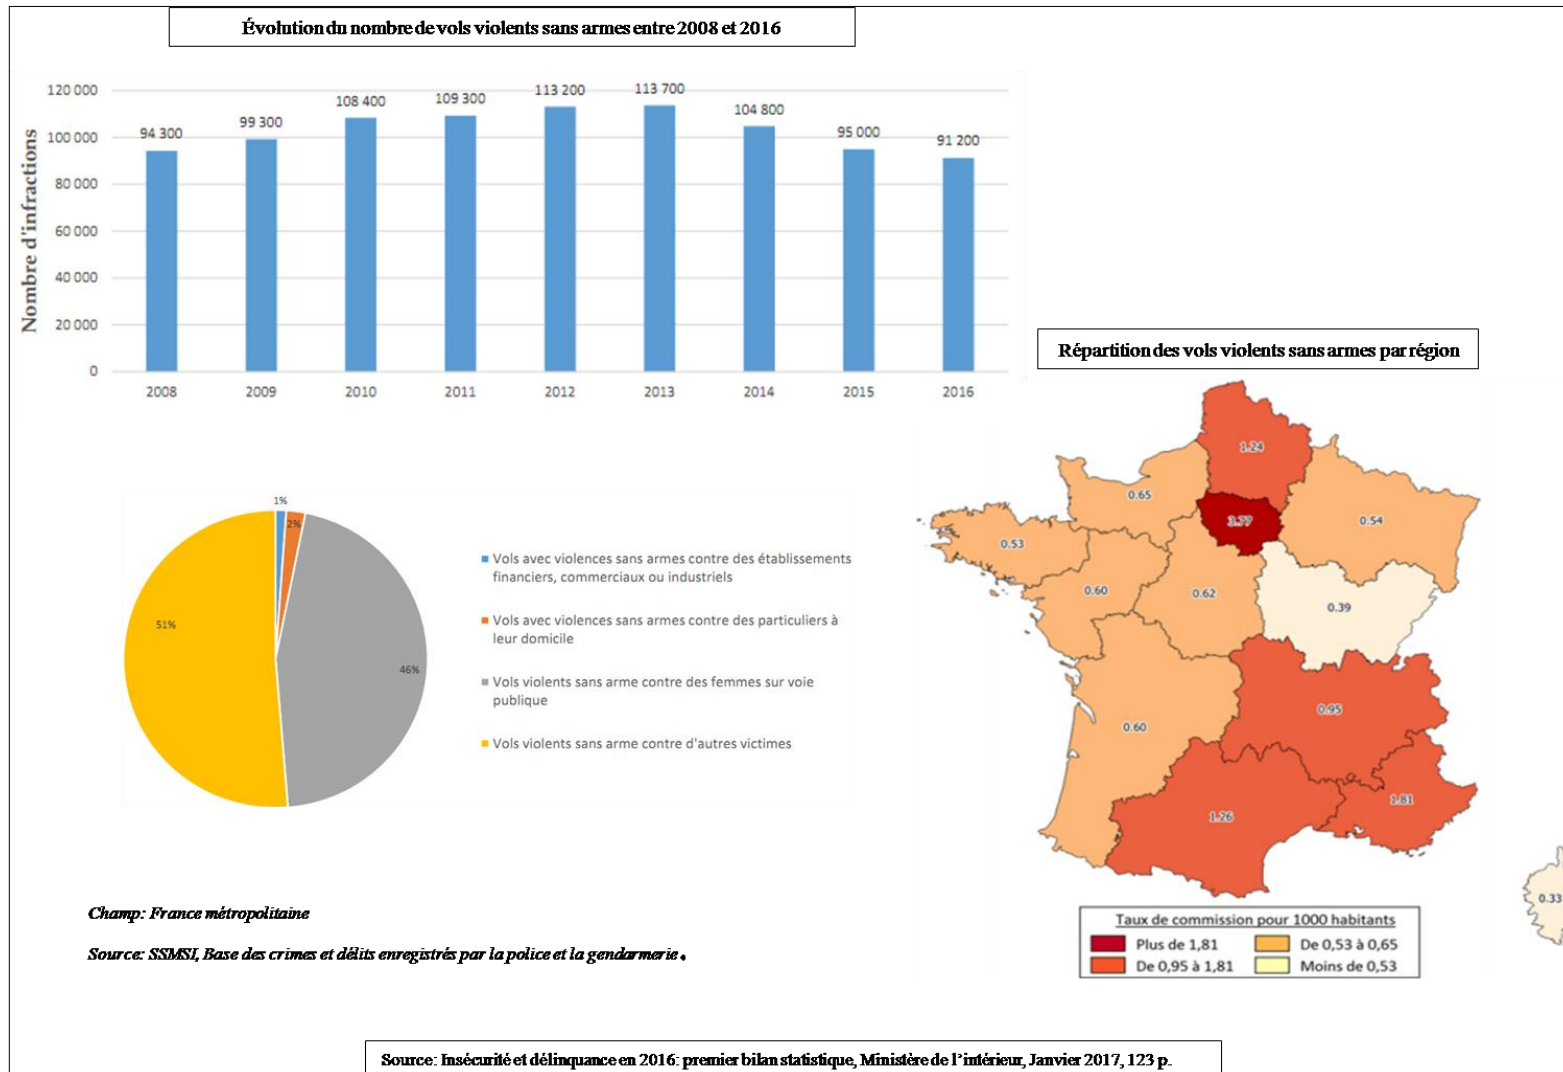 Évolution du nombre de vols violents sans armes entre 2008 et 2016
Nombre d'infractions
120 000
100 000
80 000
60 000
40 000
20 000
0
94 300
99 300
108 400
109 300
113 200
113 700
104 800
95 000
91 200
2008
2009
2010
2011
2012
2013
2014
2015
2016
1%
2%
46%
51%
Vols avec violences sans armes contre des établissements
financiers, commerciaux ou industriels
Vols avec violences sans armes contre des particuliers à
leur domicile
Vols violents sans arme contre des femmes sur voie
publique
Vols violents sans arme contre d'autres victimes
Répartition des vols violents sans armes par région
1.24
0.65
3.77
0.54
0.53
0.60
0.62
0.39
0.60
0.95
1.26
1.81
0.33
Taux de commission pour 1000 habitants
Plus de 1,81
De 0,53 à 0,65
De 0,95 à 1,81
Moins de 0,53
Champ: France métropolitaine
Source: SSMSI, Base des crimes et délits enregistrés par la police et la gendarmerie.
Source: Insécurité et délinquance en 2016: premier bilan statistique, Ministère de l'intérieur, Janvier 2017, 123 p.